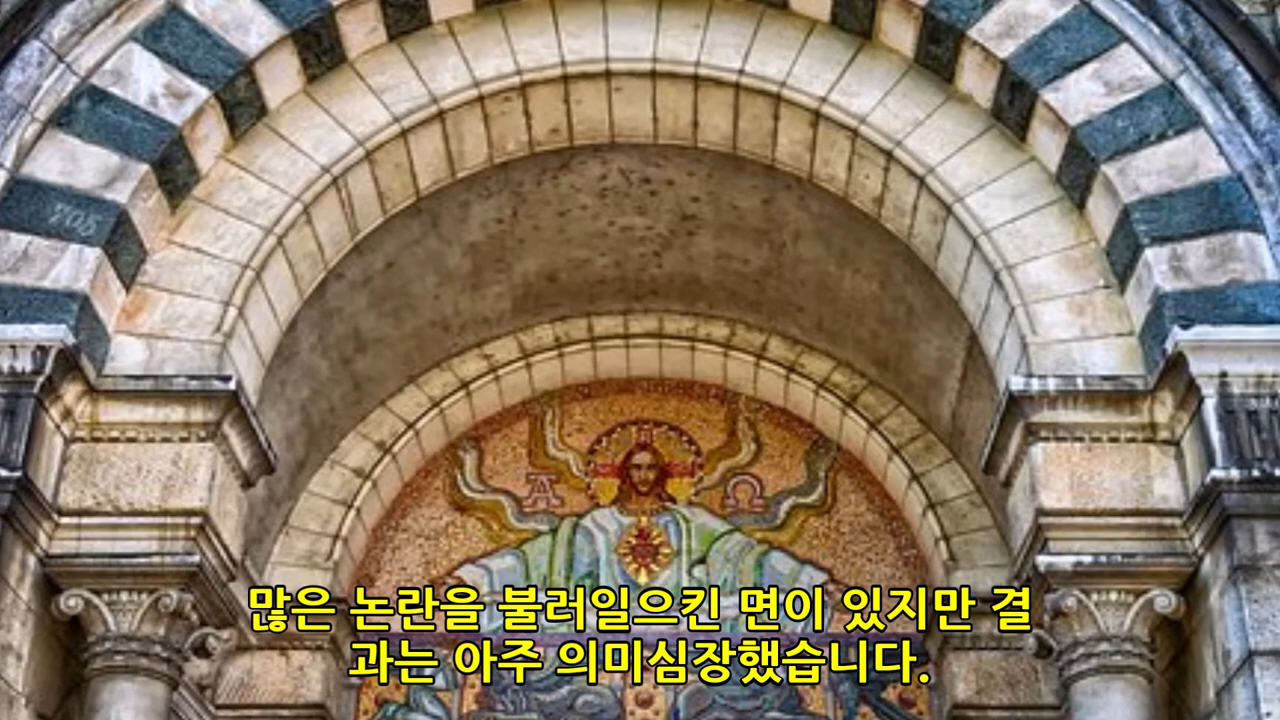 Α Ω
많은 논란을 불러일으킨 면이 있지만 결
과는 아주 의미심장했습니다.